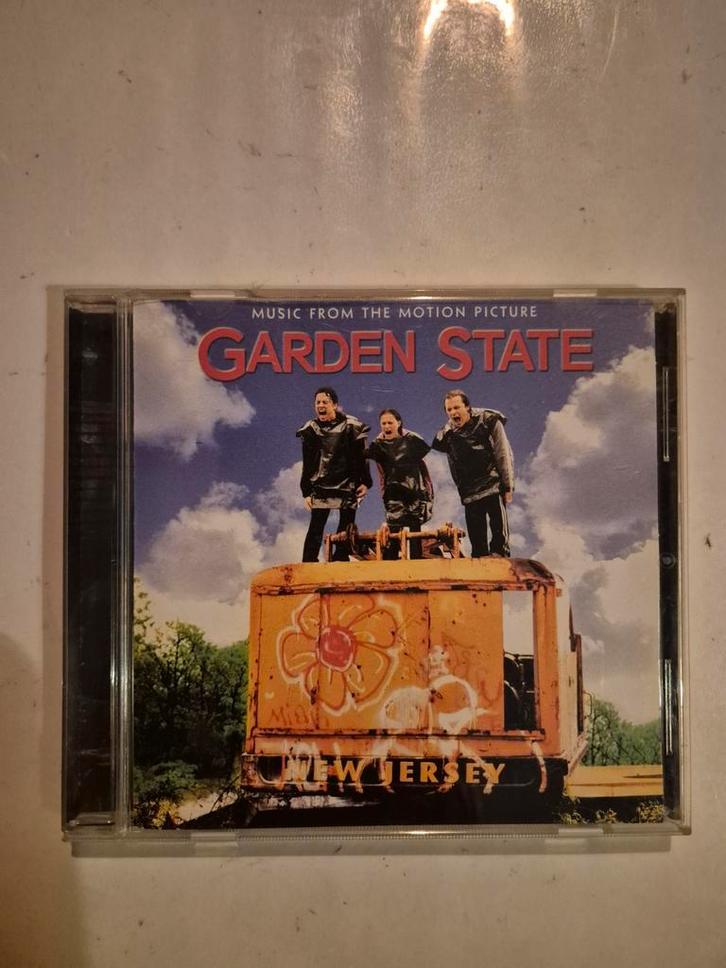 MUSIC FROM THE MOTION PICTURE
GARDEN STATE
NEW JERSEY